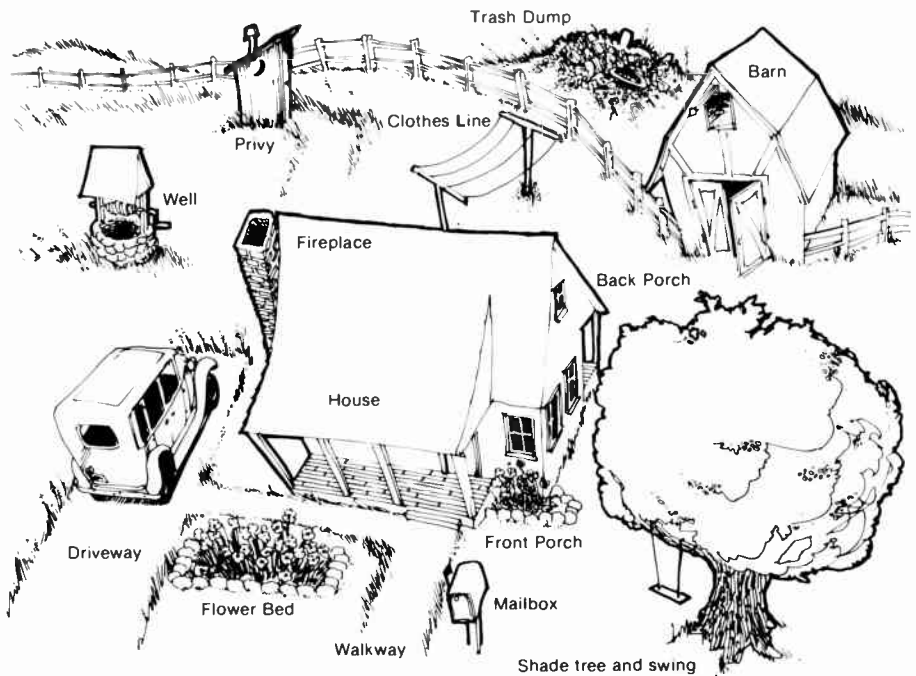 Trash Dump
Barn
Clothes Line
Privy
Well
Fireplace
Back Porch
House
Driveway
Front Porch
Flower Bed
Mailbox
Walkway
Shade tree and swing